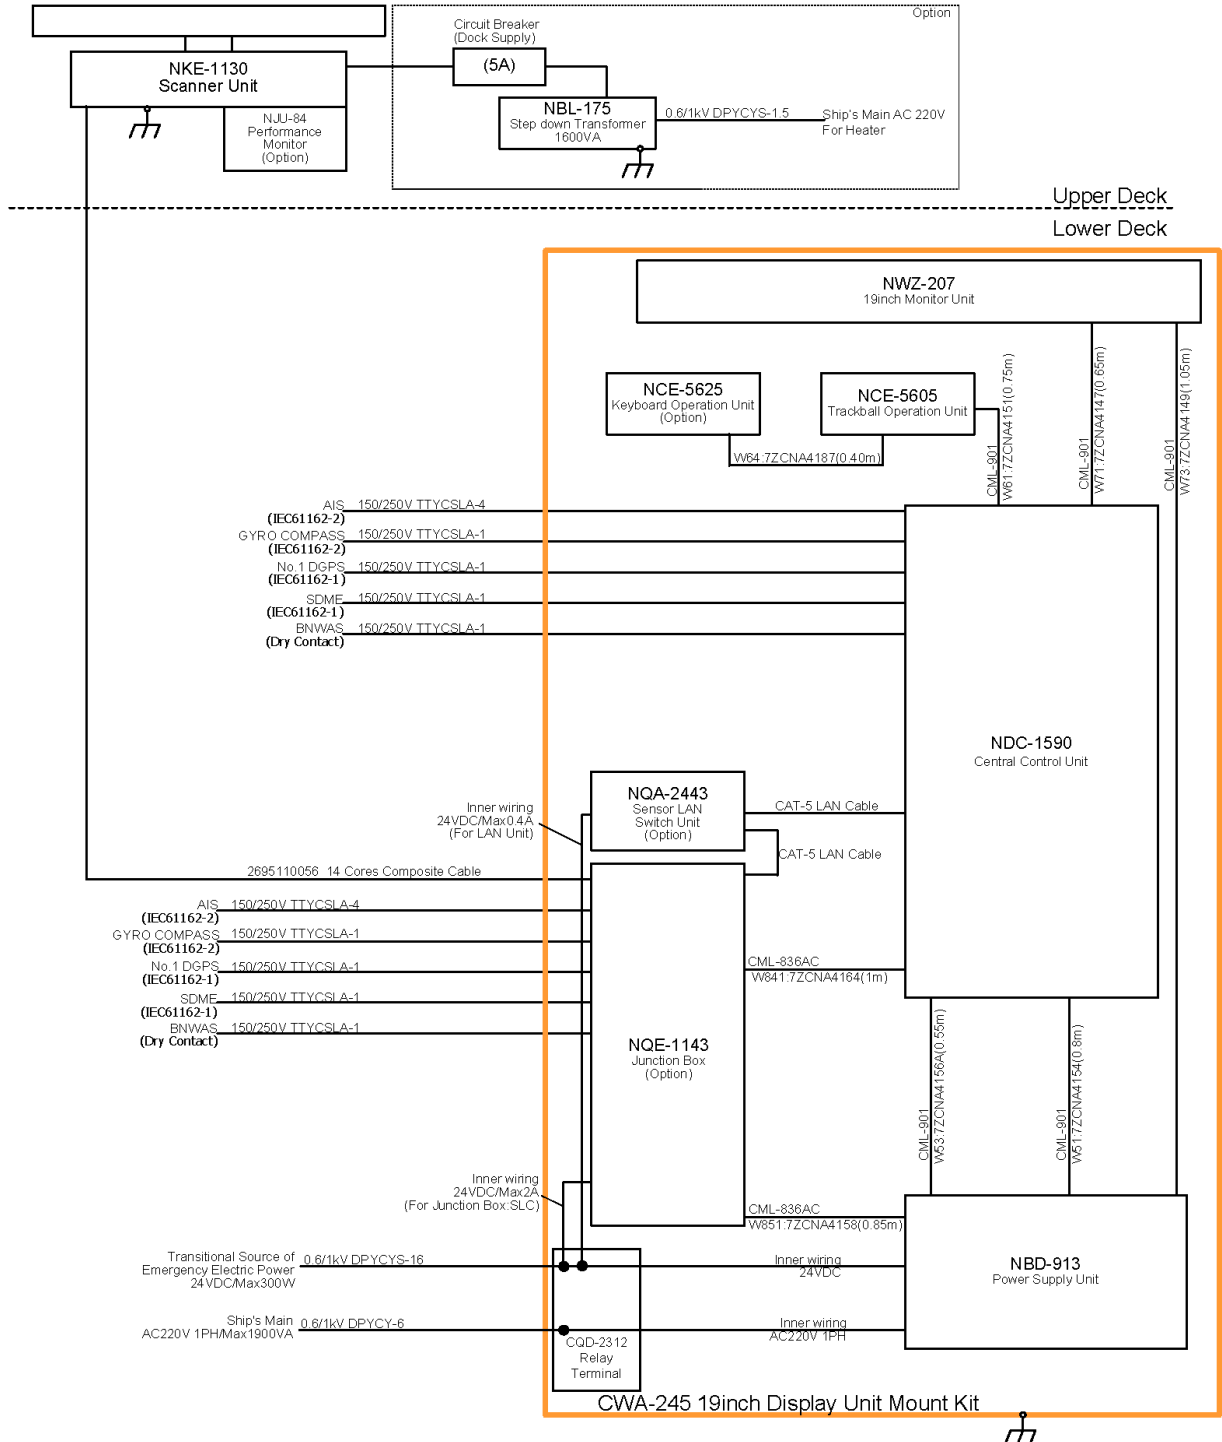 Option
Circuit Breaker
(Dock Supply)
(5A)
NKE-1130
Scanner Unit
NJU-84
Performance
Monitor
(Option)
NBL-175
Step down Transformer
1600VA
0.6/1kV DPYCYS-1.5
Ship's Main AC 220V
For Heater
Upper Deck
Lower Deck
NWZ-207
19inch Monitor Unit
NCE-5625
Keyboard Operation Unit
(Option)
NCE-5605
Trackball Operation Unit
W64:7ZCNA4187(0.40m)
CML-901
W61:7ZCNA4151(0.75m)
CML-901
W71:7ZCNA4147(0.65m)
CML-901
W73:7ZCNA4149(1.05m)
AIS 150/250V TTYCSLA-4
(IEC61162-2)
GYRO COMPASS 150/250V TTYCSLA-1
(IEC61162-2)
No.1 DGPS 150/250V TTYCSLA-1
(IEC61162-1)
SDME 150/250V TTYCSLA-1
(IEC61162-1)
BNWAS 150/250V TTYCSLA-1
(Dry Contact)
NDC-1590
Central Control Unit
NQA-2443
Sensor LAN
Switch Unit
(Option)
CAT-5 LAN Cable
CAT-5 LAN Cable
Inner wiring
24VDC/Max0.4A
(For LAN Unit)
2695110056 14 Cores Composite Cable
AIS 150/250V TTYCSLA-4
(IEC61162-2)
GYRO COMPASS 150/250V TTYCSLA-1
(IEC61162-2)
No.1 DGPS 150/250V TTYCSLA-1
(IEC61162-1)
SDME 150/250V TTYCSLA-1
(IEC61162-1)
BNWAS 150/250V TTYCSLA-1
(Dry Contact)
CML-836AC
W841:7ZCNA4164(1m)
NQE-1143
Junction Box
(Option)
CML-901
W53:7ZCNA4156A(0.55m)
CML-901
W51:7ZCNA4154(0.8m)
Inner wiring
24VDC/Max2A
(For Junction Box:SLC)
CML-836AC
W851:7ZCNA4158(0.85m)
Transitional Source of
Emergency Electric Power
24VDC/Max300W
0.6/1kV DPYCYS-16
Inner wiring
24VDC
NBD-913
Power Supply Unit
Ship's Main
AC220V 1PH/Max1900VA
0.6/1kV DPYCY-6
Inner wiring
AC220V 1PH
CQD-2312
Relay
Terminal
CWA-245 19inch Display Unit Mount Kit